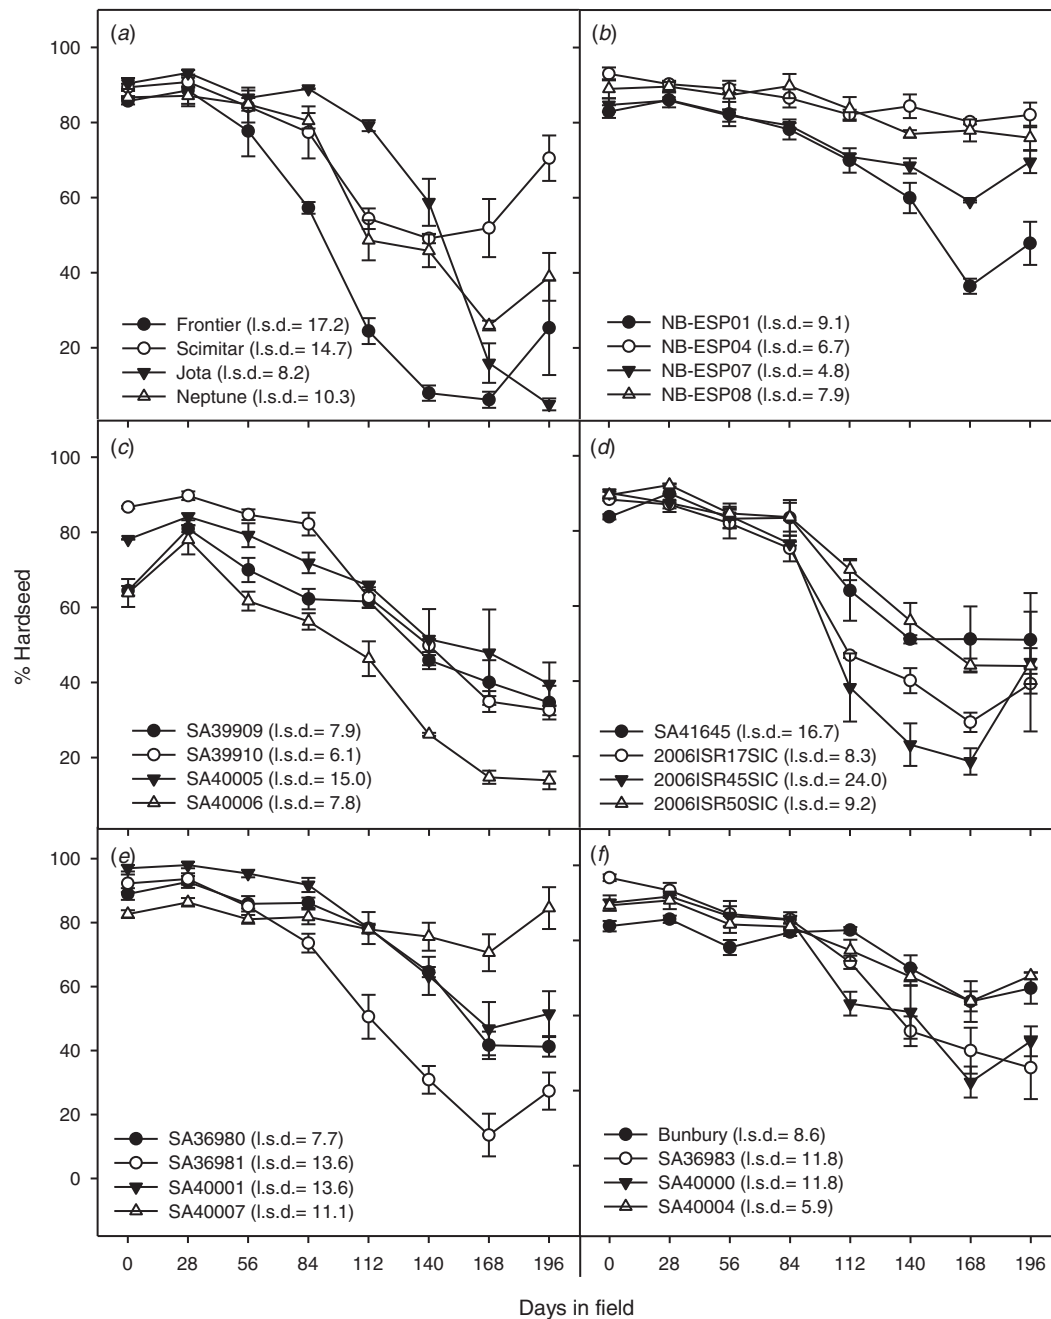 (a)
100
80
60
40
20
Frontier (l.s.d.= 17.2)
Scimitar (l.s.d.= 14.7)
Jota (l.s.d.= 8.2)
Neptune (l.s.d.= 10.3)
(b)
NB-ESP01 (l.s.d.= 9.1)
NB-ESP04 (l.s.d.= 6.7)
NB-ESP07 (l.s.d.= 4.8)
NB-ESP08 (l.s.d.= 7.9)
% Hardseed
(c)
100
80
60
40
20
SA39909 (l.s.d.= 7.9)
SA39910 (l.s.d.= 6.1)
SA40005 (l.s.d.= 15.0)
SA40006 (l.s.d.= 7.8)
(d)
SA41645 (l.s.d.= 16.7)
2006ISR17SIC (l.s.d.= 8.3)
2006ISR45SIC (l.s.d.= 24.0)
2006ISR50SIC (l.s.d.= 9.2)
(e)
100
80
60
40
20
0
SA36980 (l.s.d.= 7.7)
SA36981 (l.s.d.= 13.6)
SA40001 (l.s.d.= 13.6)
SA40007 (l.s.d.= 11.1)
(f)
Bunbury (l.s.d.= 8.6)
SA36983 (l.s.d.= 11.8)
SA40000 (l.s.d.= 11.8)
SA40004 (l.s.d.= 5.9)
0 28 56 84 112 140 168 196
0 28 56 84 112 140 168 196
Days in field